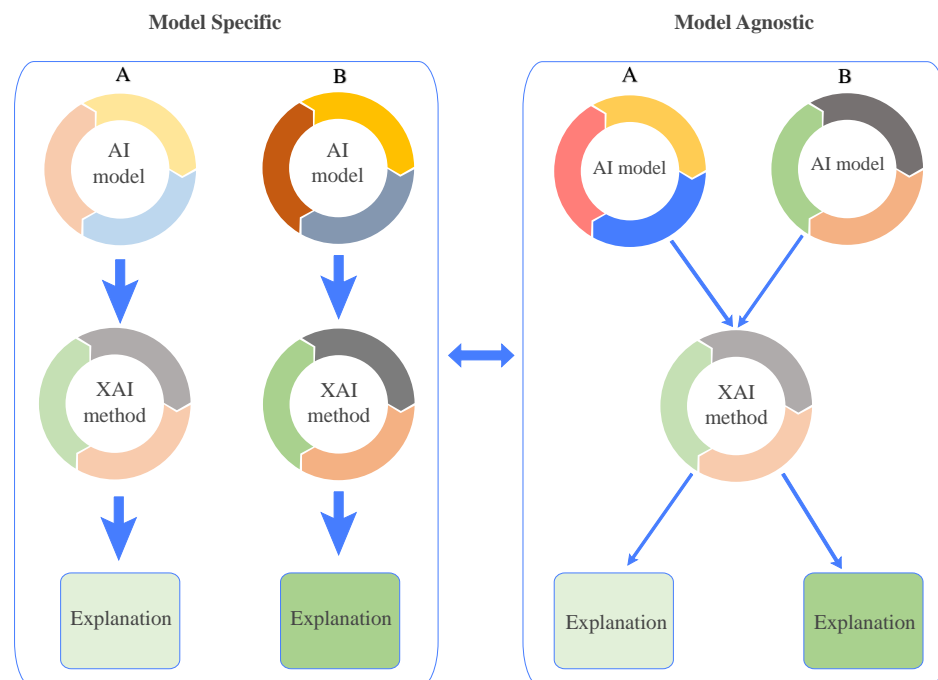 Model Specific
Model Agnostic
A
B
A
B
AI
model
AI
model
AI model
AI model
XAI
method
XAI
method
XAI
method
Explanation
Explanation
Explanation
Explanation